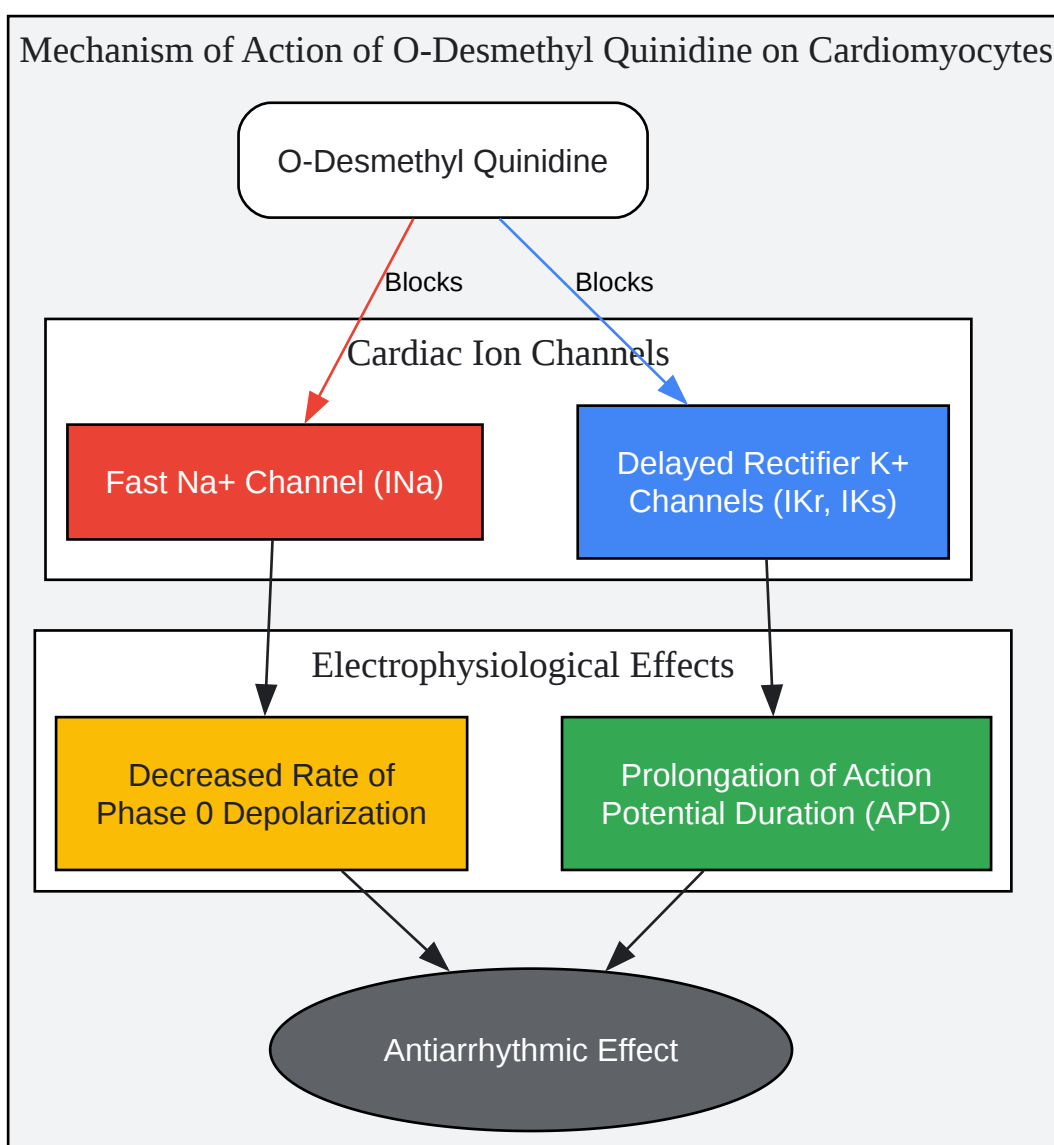 Mechanism of Action of O-Desmethyl Quinidine on Cardiomyocytes
O-Desmethyl Quinidine
Blocks
Blocks
Cardiac Ion Channels
Fast Na+ Channel (INa)
Delayed Rectifier K+
Channels (IKr, IKs)
Electrophysiological Effects
Decreased Rate of
Phase 0 Depolarization
Prolongation of Action
Potential Duration (APD)
Antiarrhythmic Effect